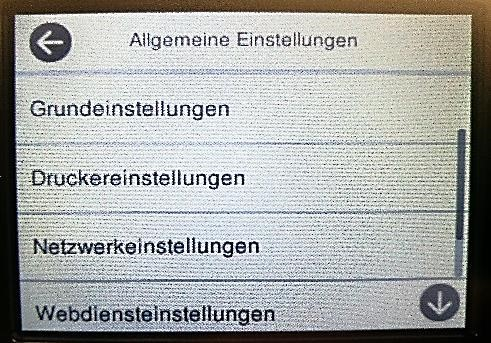 Allgemeine Einstellungen
Grundeinstellungen
Druckereinstellungen
Netzwerkeinstellungen
Webdiensteinstellungen